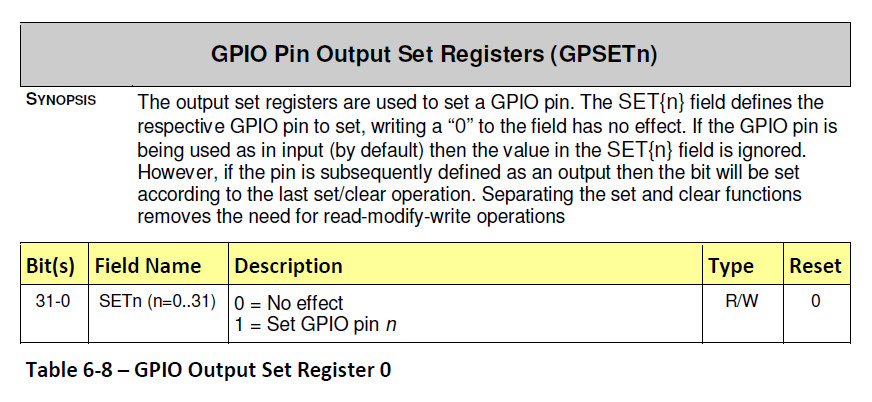 GPIO Pin Output Set Registers (GPSETn)
SYNOPSIS
The output set registers are used to set a GPIO pin. The SET{n} field defines the
respective GPIO pin to set, writing a “0” to the field has no effect. If the GPIO pin is
being used as in input (by default) then the value in the SET{n} field is ignored.
However, if the pin is subsequently defined as an output then the bit will be set
according to the last set/clear operation. Separating the set and clear functions
removes the need for read-modify-write operations
Bit(s) Field Name Description Type Reset
31-0 SETn (n=0..31) 0 = No effect R/W 0
1 = Set GPIO pin n
Table 6-8 – GPIO Output Set Register 0